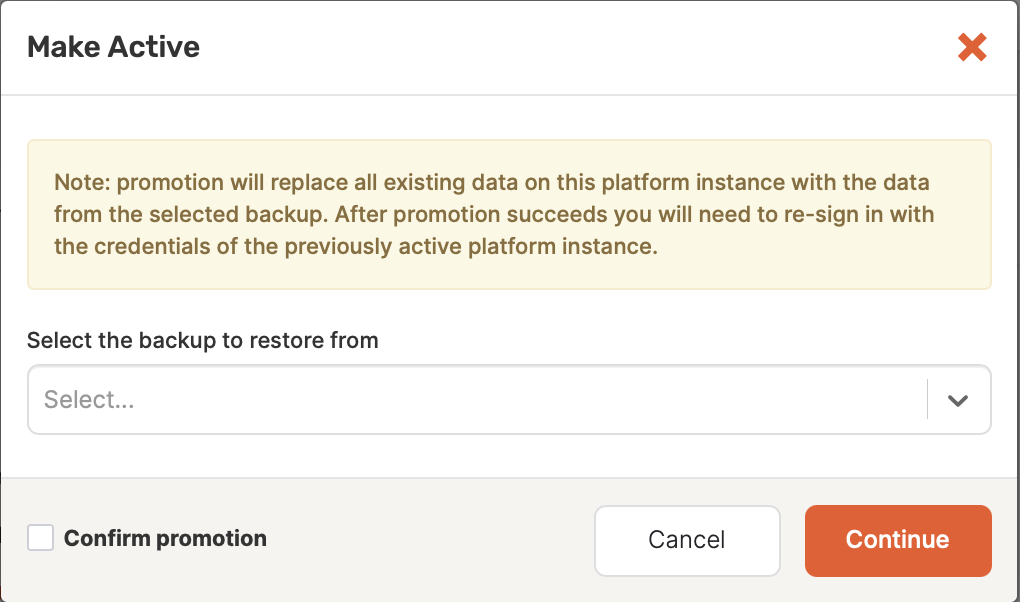 Make Active
Note: promotion will replace all existing data on this platform instance with the data
from the selected backup. After promotion succeeds you will need to re-sign in with
the credentials of the previously active platform instance.
Select the backup to restore from
Select...
Confirm promotion
Cancel
Continue